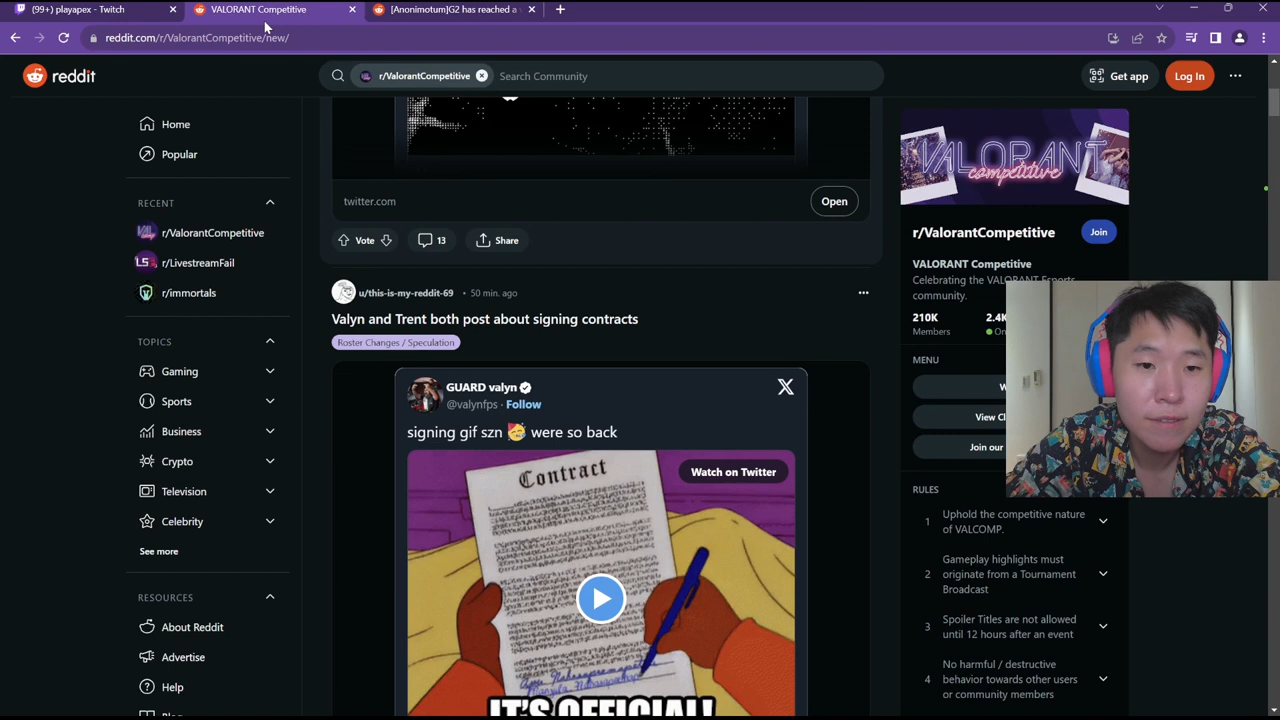 (99+) playapex - Twitch
VALORANT Competitive
[Anonimotum]G2 has reached a v
reddit.com/r/ValorantCompetitive/new/
reddit
r/ValorantCompetitive
Search Community
Get app
Log In
Home
Popular
RECENT
r/ValorantCompetitive
r/LivestreamFail
r/immortals
TOPICS
Gaming
Sports
Business
Crypto
Television
Celebrity
See more
RESOURCES
About Reddit
Advertise
Help
twitter.com
Open
Vote
13
Share
u/this-is-my-reddit-69 • 50 min. ago
Valyn and Trent both post about signing contracts
Roster Changes / Speculation
GUARD valyn
@valynfps · Follow
signing gif szn 🥳 were so back
Watch on Twitter
Contract
IT'S OFFICIAL!
VALORANT
competitive
r/ValorantCompetitive
Join
VALORANT Competitive
Celebrating the VALORANT Esports
community.
210K
Members
2.4K
On
MENU
W
View Cl
Join our
RULES
1 Uphold the competitive nature
of VALCOMP.
2 Gameplay highlights must
originate from a Tournament
Broadcast
3 Spoiler Titles are not allowed
until 12 hours after an event
4 No harmful / destructive
behavior towards other users
or community members